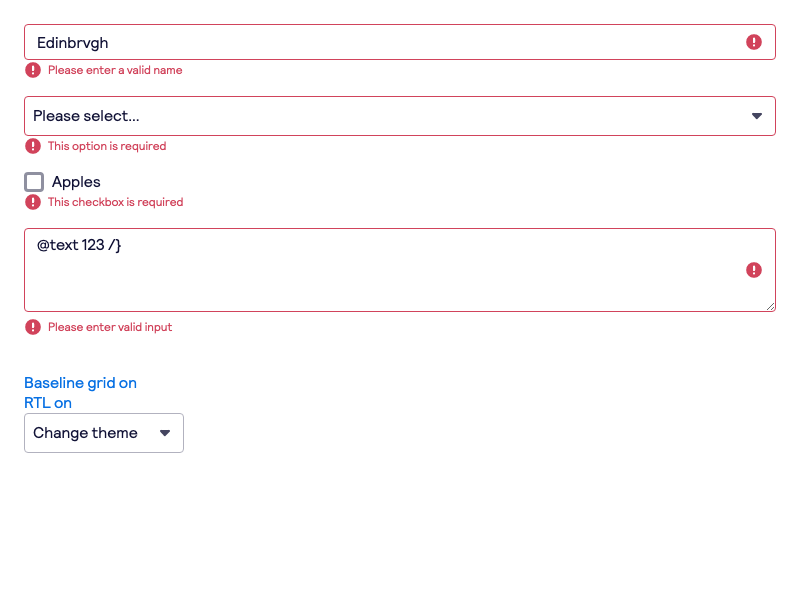 Edinbrvgh
Please enter a valid name
Please select...
This option is required
Apples
This checkbox is required
@text 123 /}
Please enter valid input
Baseline grid on
RTL on
Change theme